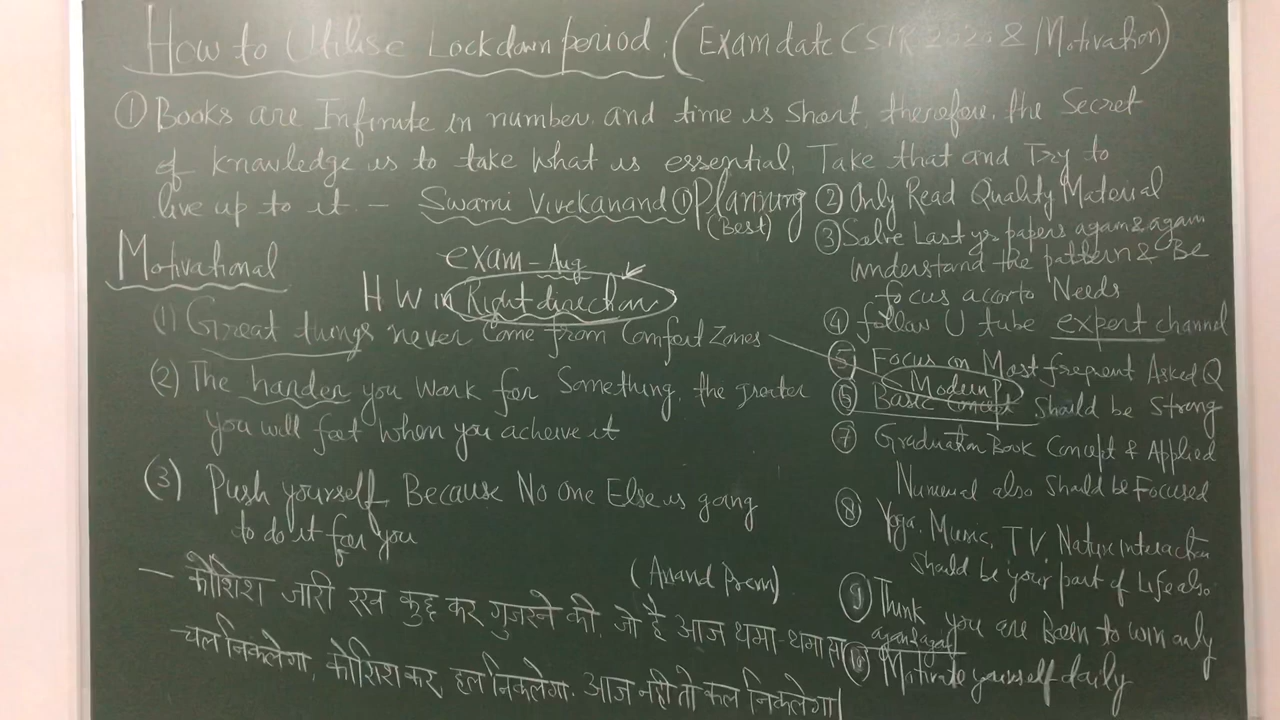 How to Utilise Lockdown period : (Exam date CSIR 2020 & Motivation)
① Books are Infinite in number and time is short, therefore, the Secret
of knowledge is to take what is essential, Take that and Try to
live up to it - Swami Vivekanand
① Planning
(Best)
Motivational
exam - Aug
H W in Right direction
(1) Great things never come from Comfort Zones
(2) The harder you work for Something, the greater
you will feel when you acheive it
(3) Push yourself, Because No one Else is going
to do it for you
(Anand Prem)
- कोशिश जारी रख कुछ कर गुजरने की, जो है आज थमा-थमा सा
चल निकलेगा, कोशिश कर, हल निकलेगा. आज नही तो कल निकलेगा।
② Only Read Quality Material
③ Solve Last yr papers again & again
understand the pattern & Be
focus accor to Needs
④ follow U tube expert channel
⑤ Focus on Most frequent Asked Q
Modern P
⑥ Basic Concept should be strong
⑦ Graduation Book Concept & Applied
Numerical also should be Focused
⑧ Yoga, Music, TV, Nature interaction
should be your part of Life also
⑨ Think you are Born to win only
again & again
⑩ Motivate yourself daily